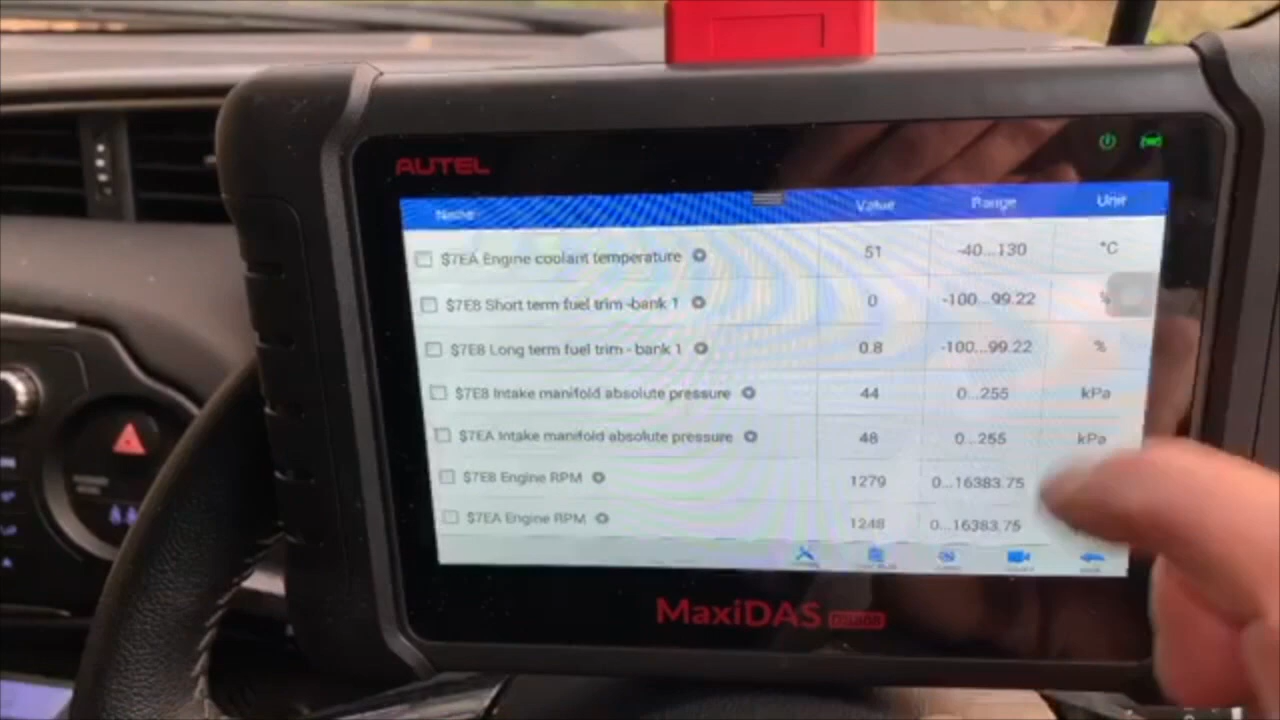 AUTEL
Name Value Range Unit
$7EA Engine coolant temperature 51 -40...130 °C
$7E8 Short term fuel trim -bank 1 0 -100...99.22 %
$7E8 Long term fuel trim - bank 1 0.8 -100...99.22 %
$7E8 Intake manifold absolute pressure 44 0...255 kPa
$7EA Intake manifold absolute pressure 48 0...255 kPa
$7E8 Engine RPM 1279 0...16383.75
$7EA Engine RPM 1248 0...16383.75
MaxiDAS DS808